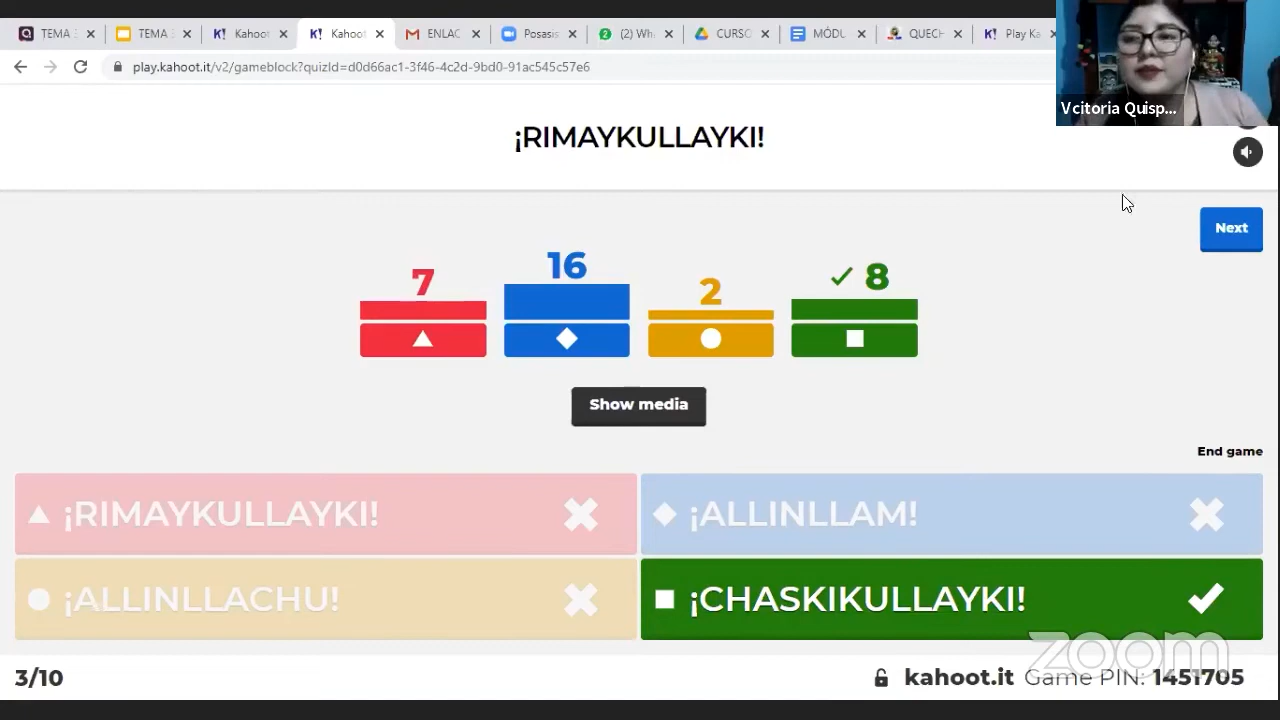 TEMA
TEMA
Kahoot
Kahoot
ENLAC
Posasis
(2) Wh
CURSO
MÓDU
QUECH
Play Ka
play.kahoot.it/v2/gameblock?quizId=d0d66ac1-3f46-4c2d-9bd0-91ac545c57e6
Vcitoria Quisp...
¡RIMAYKULLAYKI!
Next
7
16
2
8
Show media
End game
¡RIMAYKULLAYKI!
¡ALLINLLAM!
¡ALLINLLACHU!
¡CHASKIKULLAYKI!
zoom
3/10
kahoot.it Game PIN: 1451705